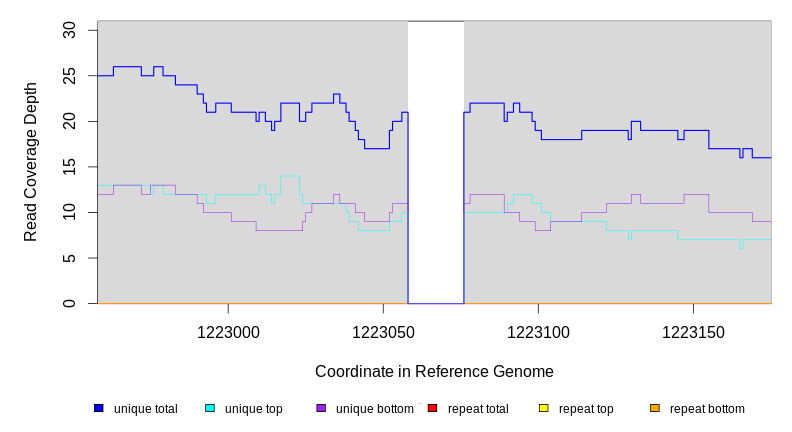 Read Coverage Depth
30
25
20
15
10
5
0
1223000 1223050 1223100 1223150
Coordinate in Reference Genome
unique total unique top unique bottom repeat total repeat top repeat bottom